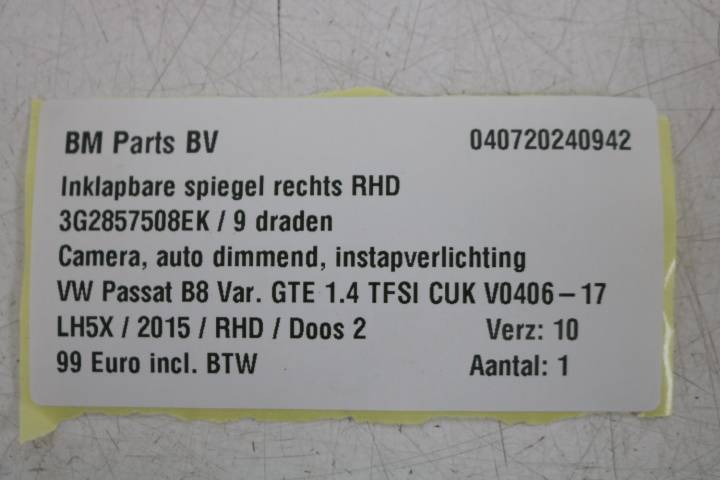 BM Parts BV 040720240942
Inklapbare spiegel rechts RHD
3G2857508EK / 9 draden
Camera, auto dimmend, instapverlichting
VW Passat B8 Var. GTE 1.4 TFSI CUK V0406-17
LH5X / 2015 / RHD / Doos 2 Verz: 10
99 Euro incl. BTW Aantal: 1